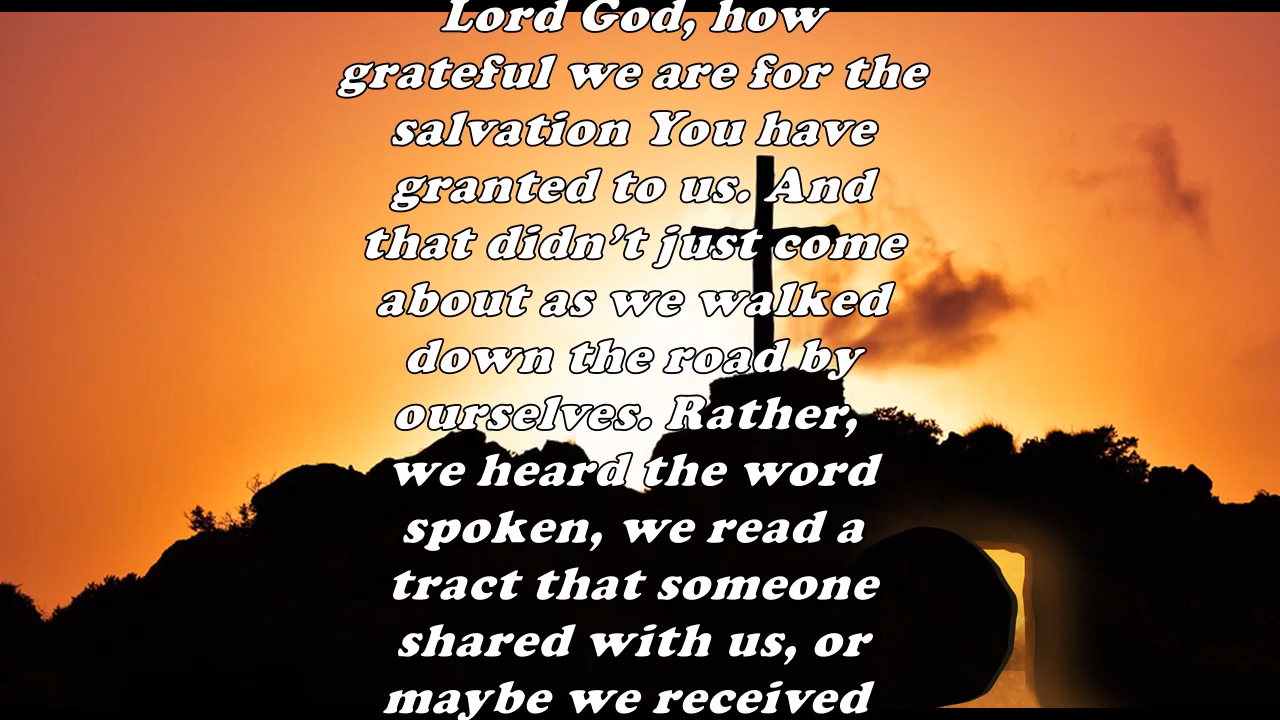 Lord God, how
grateful we are for the
salvation You have
granted to us. And
that didn’t just come
about as we walked
down the road by
ourselves. Rather,
we heard the word
spoken, we read a
tract that someone
shared with us, or
maybe we received